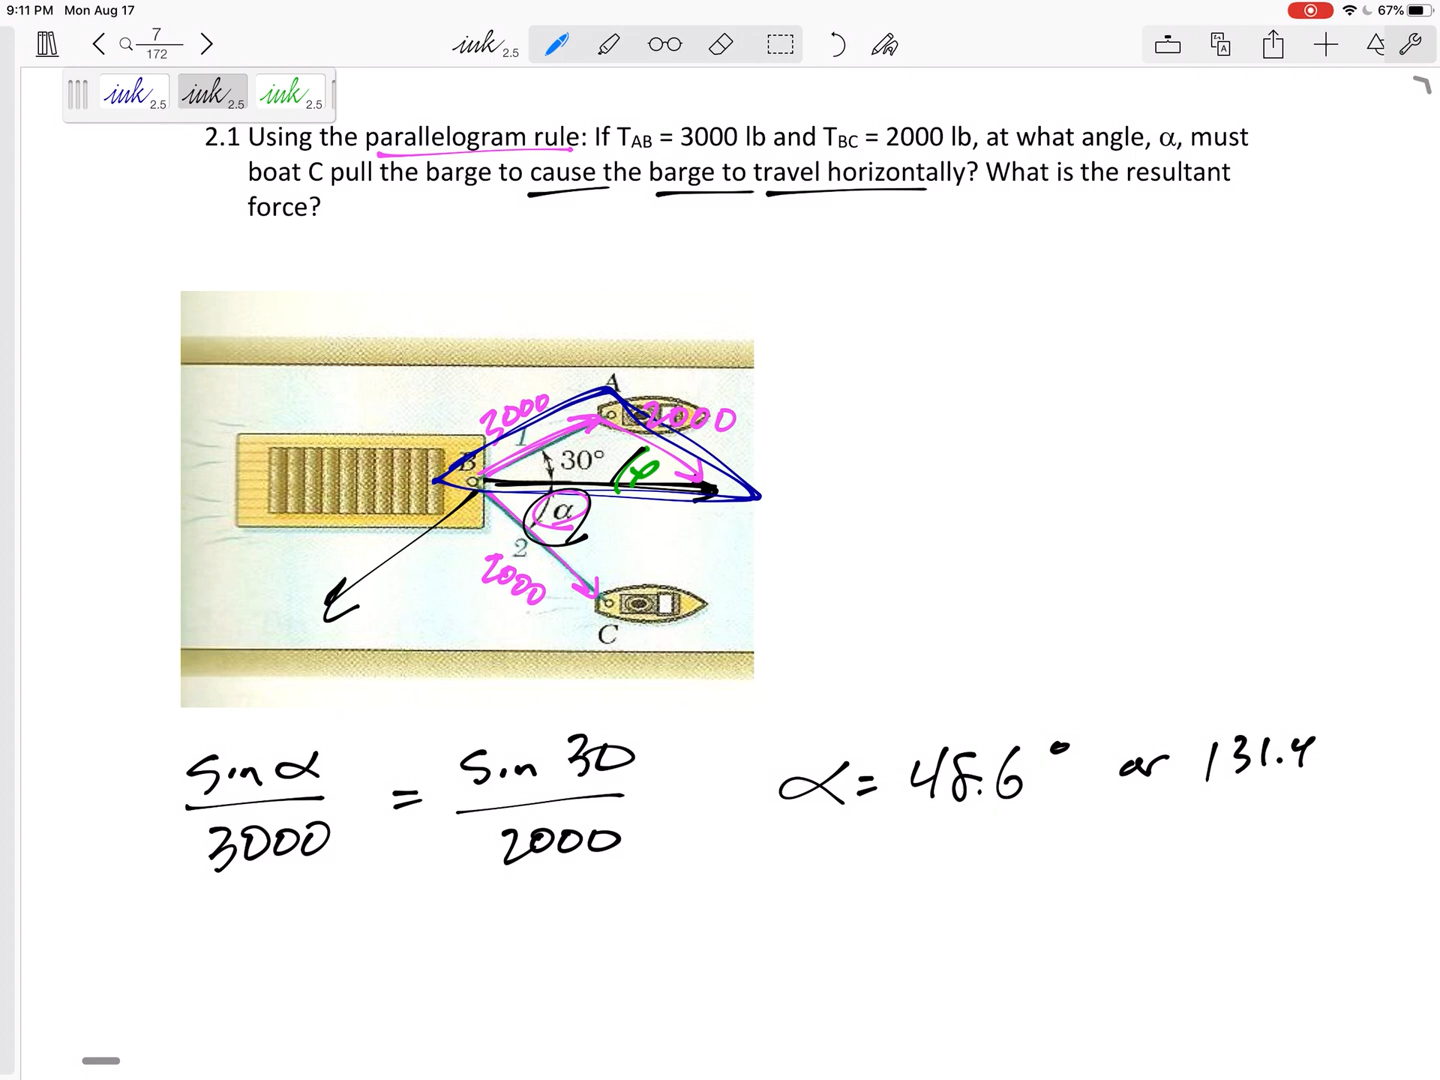 9:11 PM Mon Aug 17
67%
7
172
ink 2.5
ink 2.5 ink 2.5 ink 2.5
2.1 Using the parallelogram rule: If TAB = 3000 lb and TBC = 2000 lb, at what angle, α, must
boat C pull the barge to cause the barge to travel horizontally? What is the resultant
force?
A
3000
2000
1
B
30°
α
2
2000
C
sin α / 3000 = sin 30 / 2000
α = 48.6° or 131.4